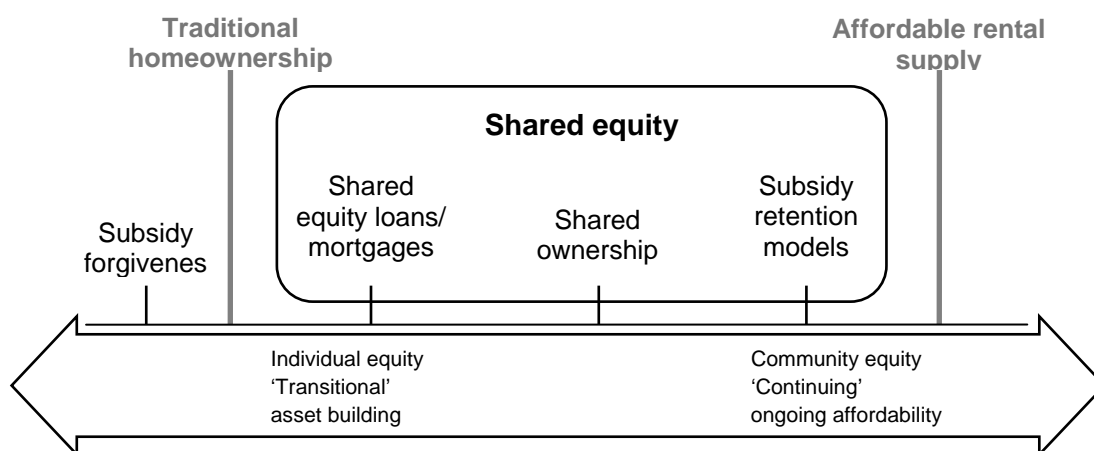 Traditional
homeownership
Affordable rental
supply
Shared equity
Subsidy
forgivenes
Shared
equity loans/
mortgages
Shared
ownership
Subsidy
retention
models
Individual equity
‘Transitional’
asset building
Community equity
‘Continuing’
ongoing affordability